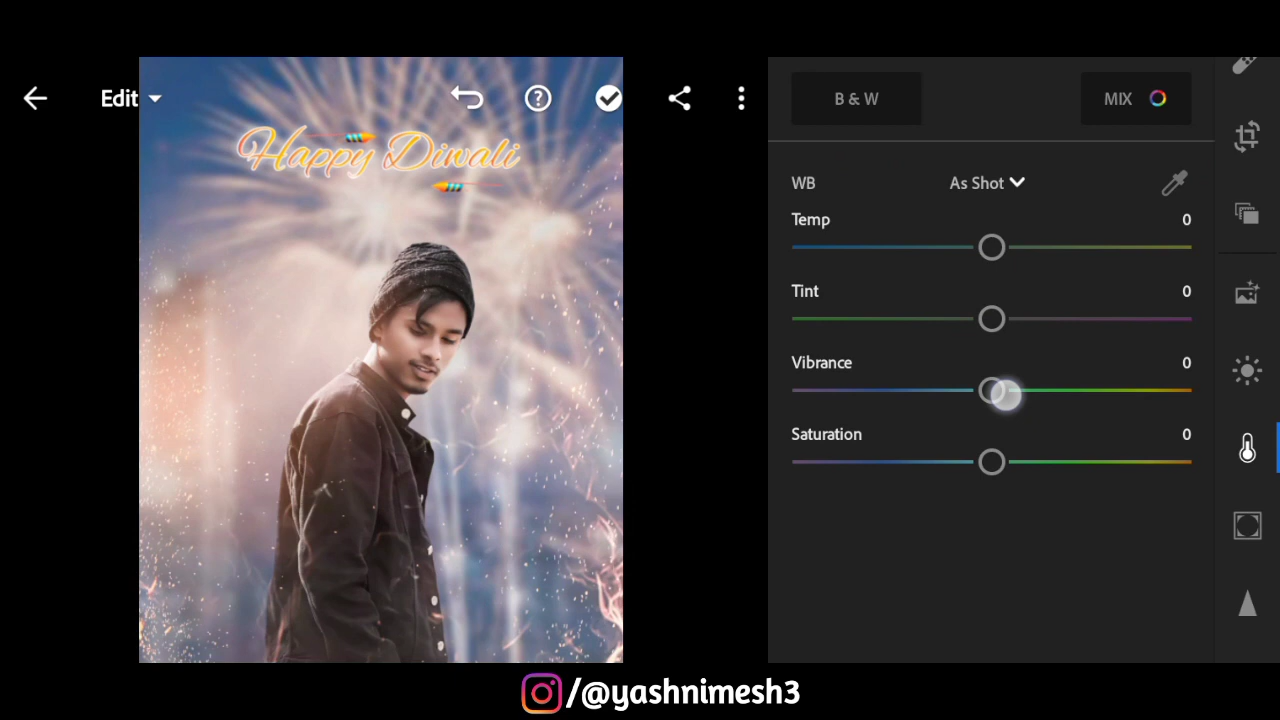 Edit
Happy Diwali
B & W
MIX
WB
As Shot
Temp 0
Tint 0
Vibrance 0
Saturation 0
/@yashnimesh3